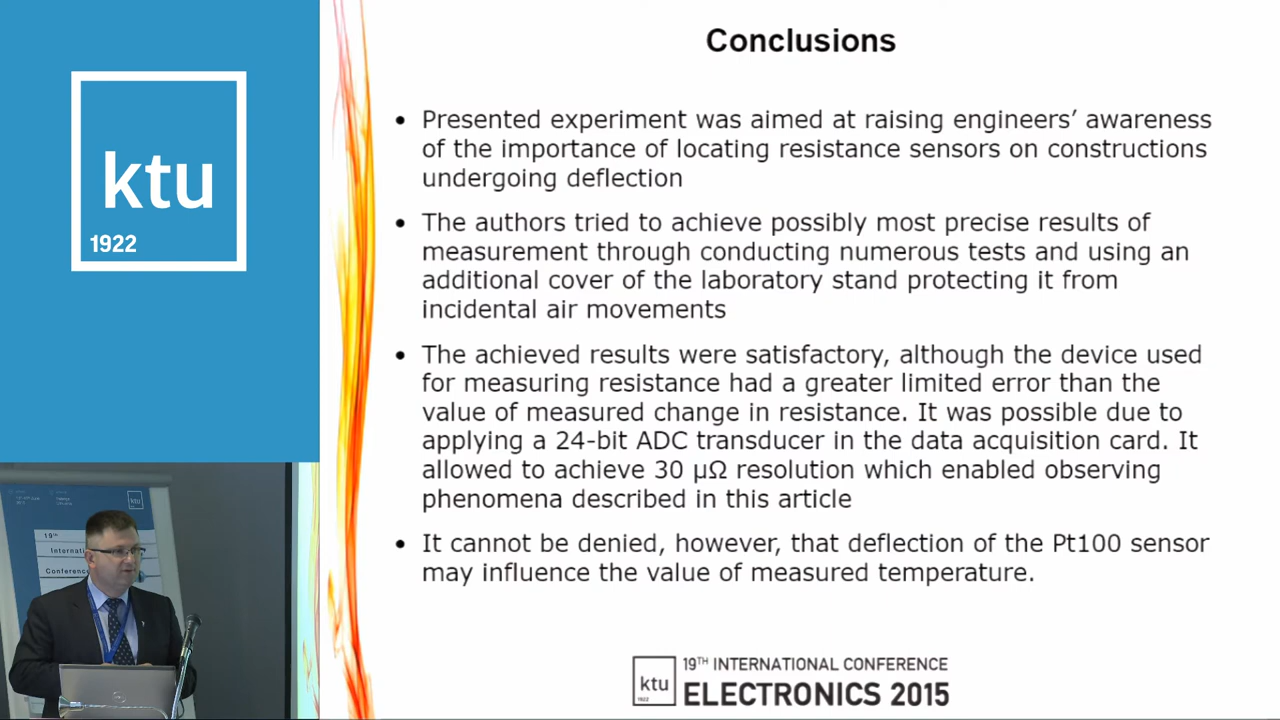 ktu
1922
Conclusions
• Presented experiment was aimed at raising engineers’ awareness
of the importance of locating resistance sensors on constructions
undergoing deflection
• The authors tried to achieve possibly most precise results of
measurement through conducting numerous tests and using an
additional cover of the laboratory stand protecting it from
incidental air movements
• The achieved results were satisfactory, although the device used
for measuring resistance had a greater limited error than the
value of measured change in resistance. It was possible due to
applying a 24-bit ADC transducer in the data acquisition card. It
allowed to achieve 30 µΩ resolution which enabled observing
phenomena described in this article
• It cannot be denied, however, that deflection of the Pt100 sensor
may influence the value of measured temperature.
ktu
1922
19TH INTERNATIONAL CONFERENCE
ELECTRONICS 2015
ktu
19th
Internati
Conference